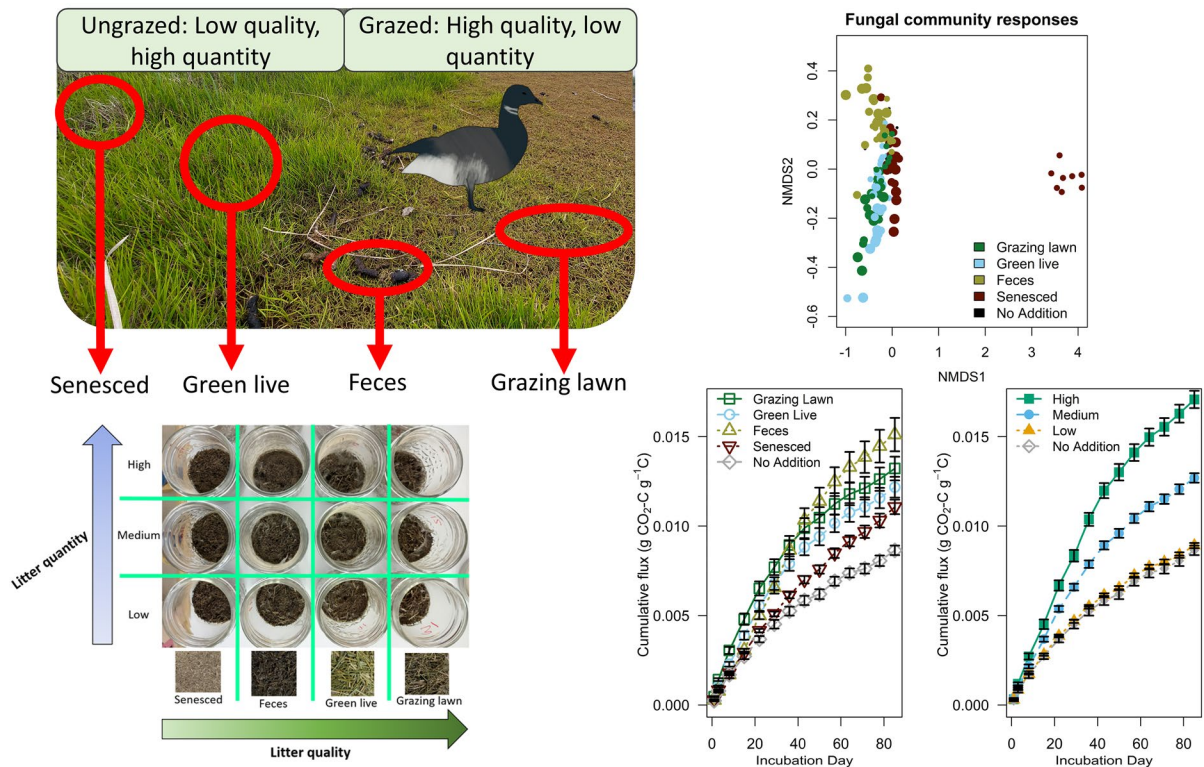 Ungrazed: Low quality,
high quantity
Grazed: High quality, low
quantity
Senesced
Green live
Feces
Grazing lawn
High
Medium
Low
Litter quantity
Senesced
Feces
Green live
Grazing lawn
Litter quality
Fungal community responses
0.4
0.2
0.0
-0.2
-0.4
-0.6
NMDS2
Grazing lawn
Green live
Feces
Senesced
No Addition
-1
0
1
2
3
4
NMDS1
Grazing Lawn
Green Live
Feces
Senesced
No Addition
0.015
0.010
0.005
0.000
Cumulative flux (g CO₂-C g⁻¹C)
0
20
40
60
80
Incubation Day
High
Medium
Low
No Addition
0.015
0.010
0.005
0.000
Cumulative flux (g CO₂-C g⁻¹C)
0
20
40
60
80
Incubation Day